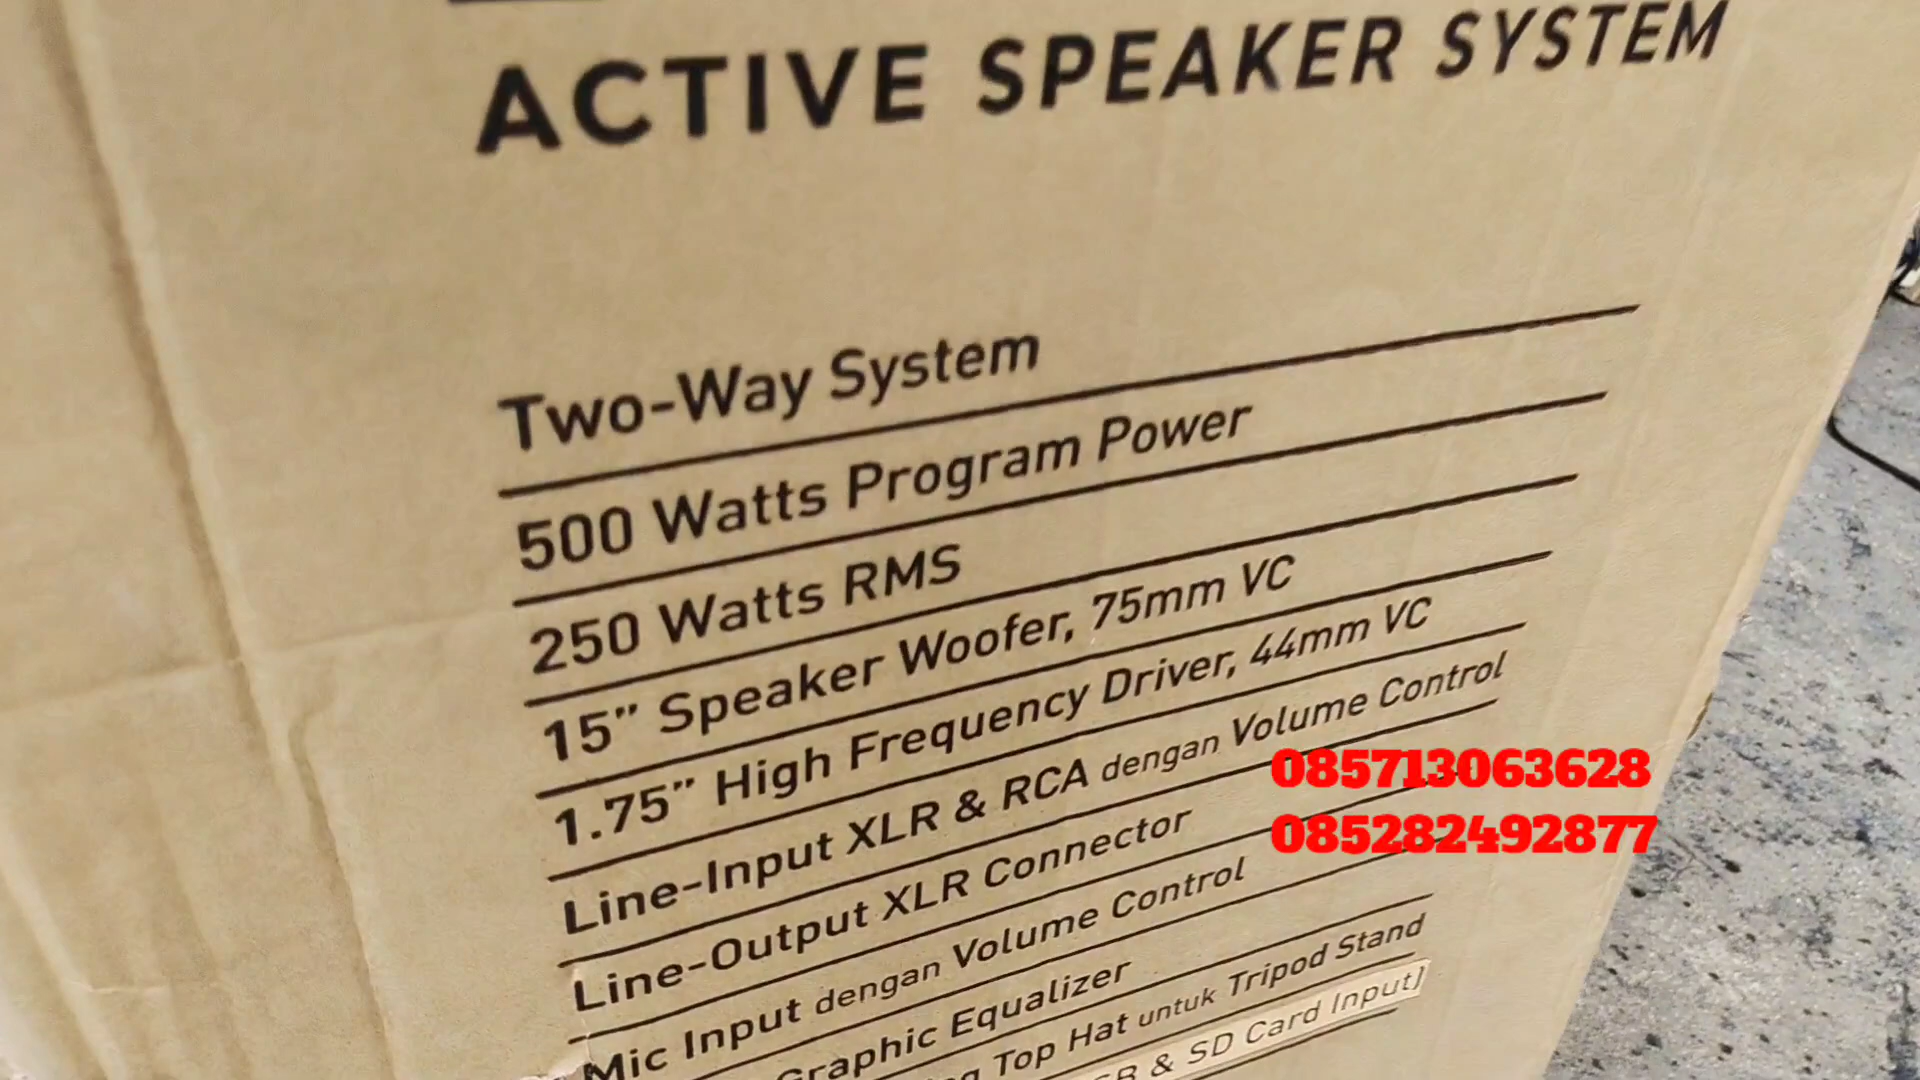 ACTIVE SPEAKER SYSTEM
Two-Way System
500 Watts Program Power
250 Watts RMS
15” Speaker Woofer, 75mm VC
1.75” High Frequency Driver, 44mm VC
Line-Input XLR & RCA dengan Volume Control
Line-Output XLR Connector
Mic Input dengan Volume Control
Graphic Equalizer
Top Hat untuk Tripod Stand
& SD Card Input)
085713063628
085282492877